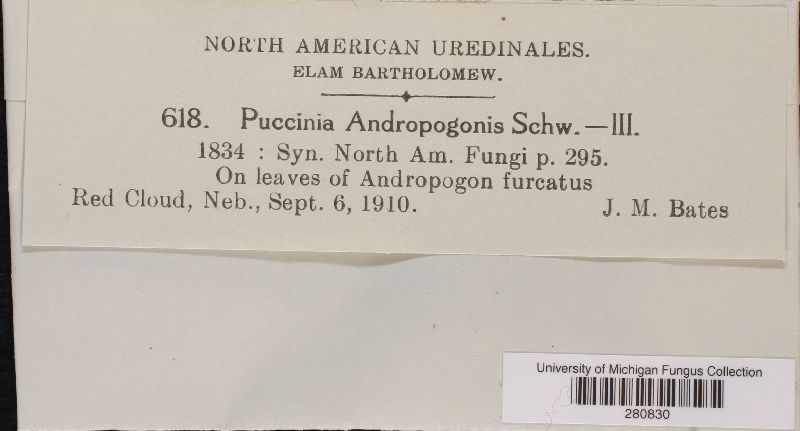 NORTH AMERICAN UREDINALES.
ELAM BARTHOLOMEW.
618. Puccinia Andropogonis Schw.—III.
1834 : Syn. North Am. Fungi p. 295.
On leaves of Andropogon furcatus
Red Cloud, Neb., Sept. 6, 1910. J. M. Bates
University of Michigan Fungus Collection
280830